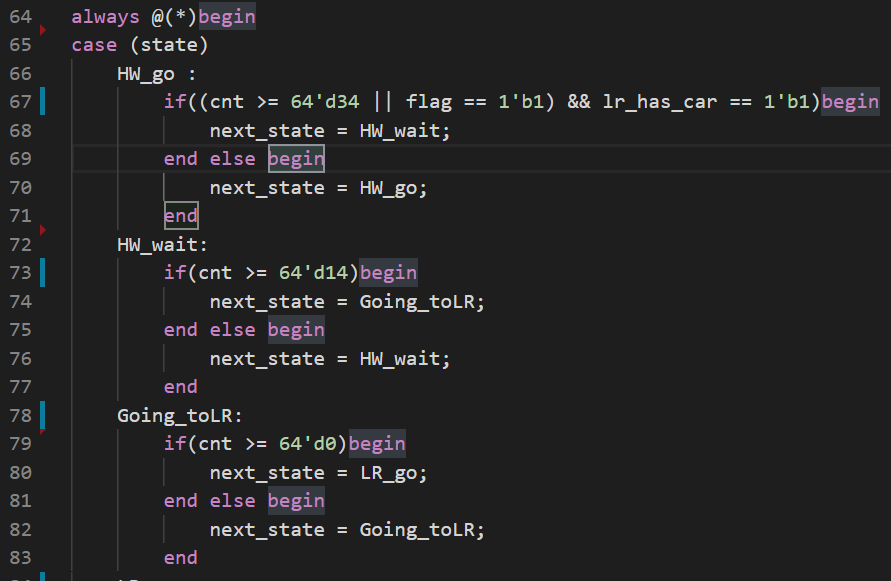 64 always @(*)begin
65 case (state)
66 HW_go :
67 if((cnt >= 64'd34 || flag == 1'b1) && lr_has_car == 1'b1)begin
68 next_state = HW_wait;
69 end else begin
70 next_state = HW_go;
71 end
72 HW_wait:
73 if(cnt >= 64'd14)begin
74 next_state = Going_toLR;
75 end else begin
76 next_state = HW_wait;
77 end
78 Going_toLR:
79 if(cnt >= 64'd0)begin
80 next_state = LR_go;
81 end else begin
82 next_state = Going_toLR;
83 end